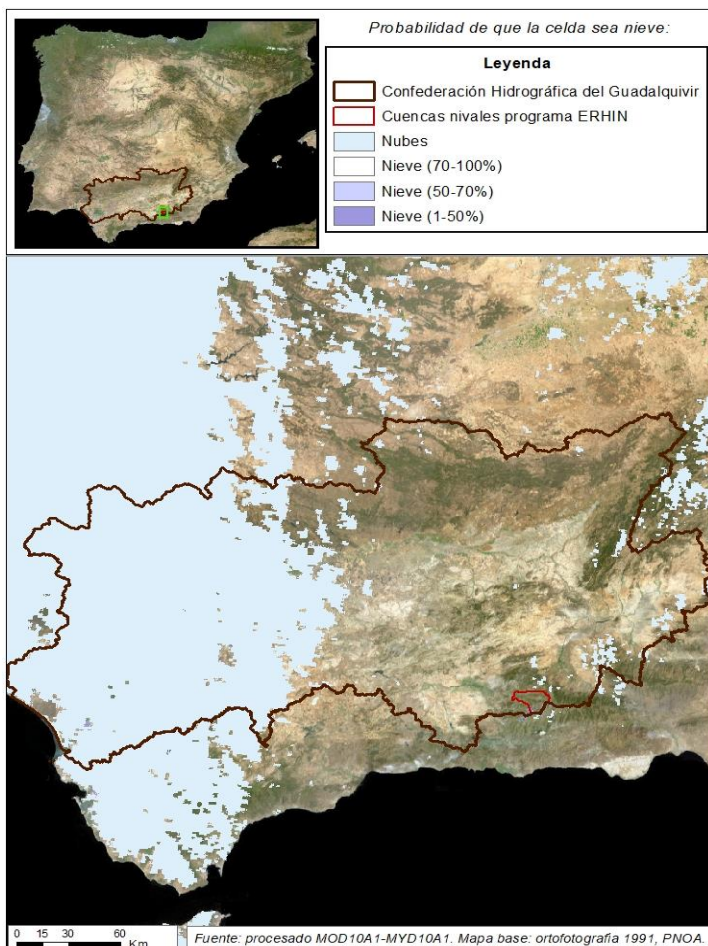 Probabilidad de que la celda sea nieve:
Leyenda
Confederación Hidrográfica del Guadalquivir
Cuencas nivales programa ERHIN
Nubes
Nieve (70-100%)
Nieve (50-70%)
Nieve (1-50%)
0 15 30 60
Km
Fuente: procesado MOD10A1-MYD10A1. Mapa base: ortofotografía 1991, PNOA.